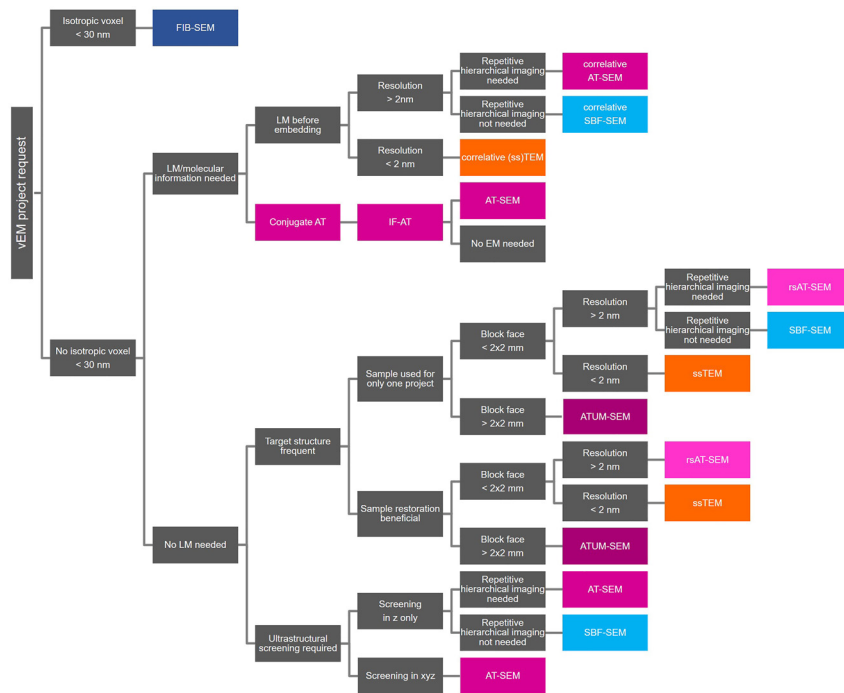 vEM project request
Isotropic voxel
< 30 nm
FIB-SEM
No isotropic voxel
< 30 nm
LM/molecular
information needed
LM before
embedding
Resolution
> 2nm
Repetitive
hierarchical imaging
needed
correlative
AT-SEM
Repetitive
hierarchical imaging
not needed
correlative
SBF-SEM
Resolution
< 2 nm
correlative (ss)TEM
Conjugate AT
IF-AT
AT-SEM
No EM needed
No LM needed
Target structure
frequent
Sample used for
only one project
Block face
< 2x2 mm
Resolution
> 2 nm
Repetitive
hierarchical imaging
needed
rsAT-SEM
Repetitive
hierarchical imaging
not needed
SBF-SEM
Resolution
< 2 nm
ssTEM
Block face
> 2x2 mm
ATUM-SEM
Sample restoration
beneficial
Block face
< 2x2 mm
Resolution
> 2 nm
rsAT-SEM
Resolution
< 2 nm
ssTEM
Block face
> 2x2 mm
ATUM-SEM
Ultrastructural
screening required
Screening
in z only
Repetitive
hierarchical imaging
needed
AT-SEM
Repetitive
hierarchical imaging
not needed
SBF-SEM
Screening in xyz
AT-SEM